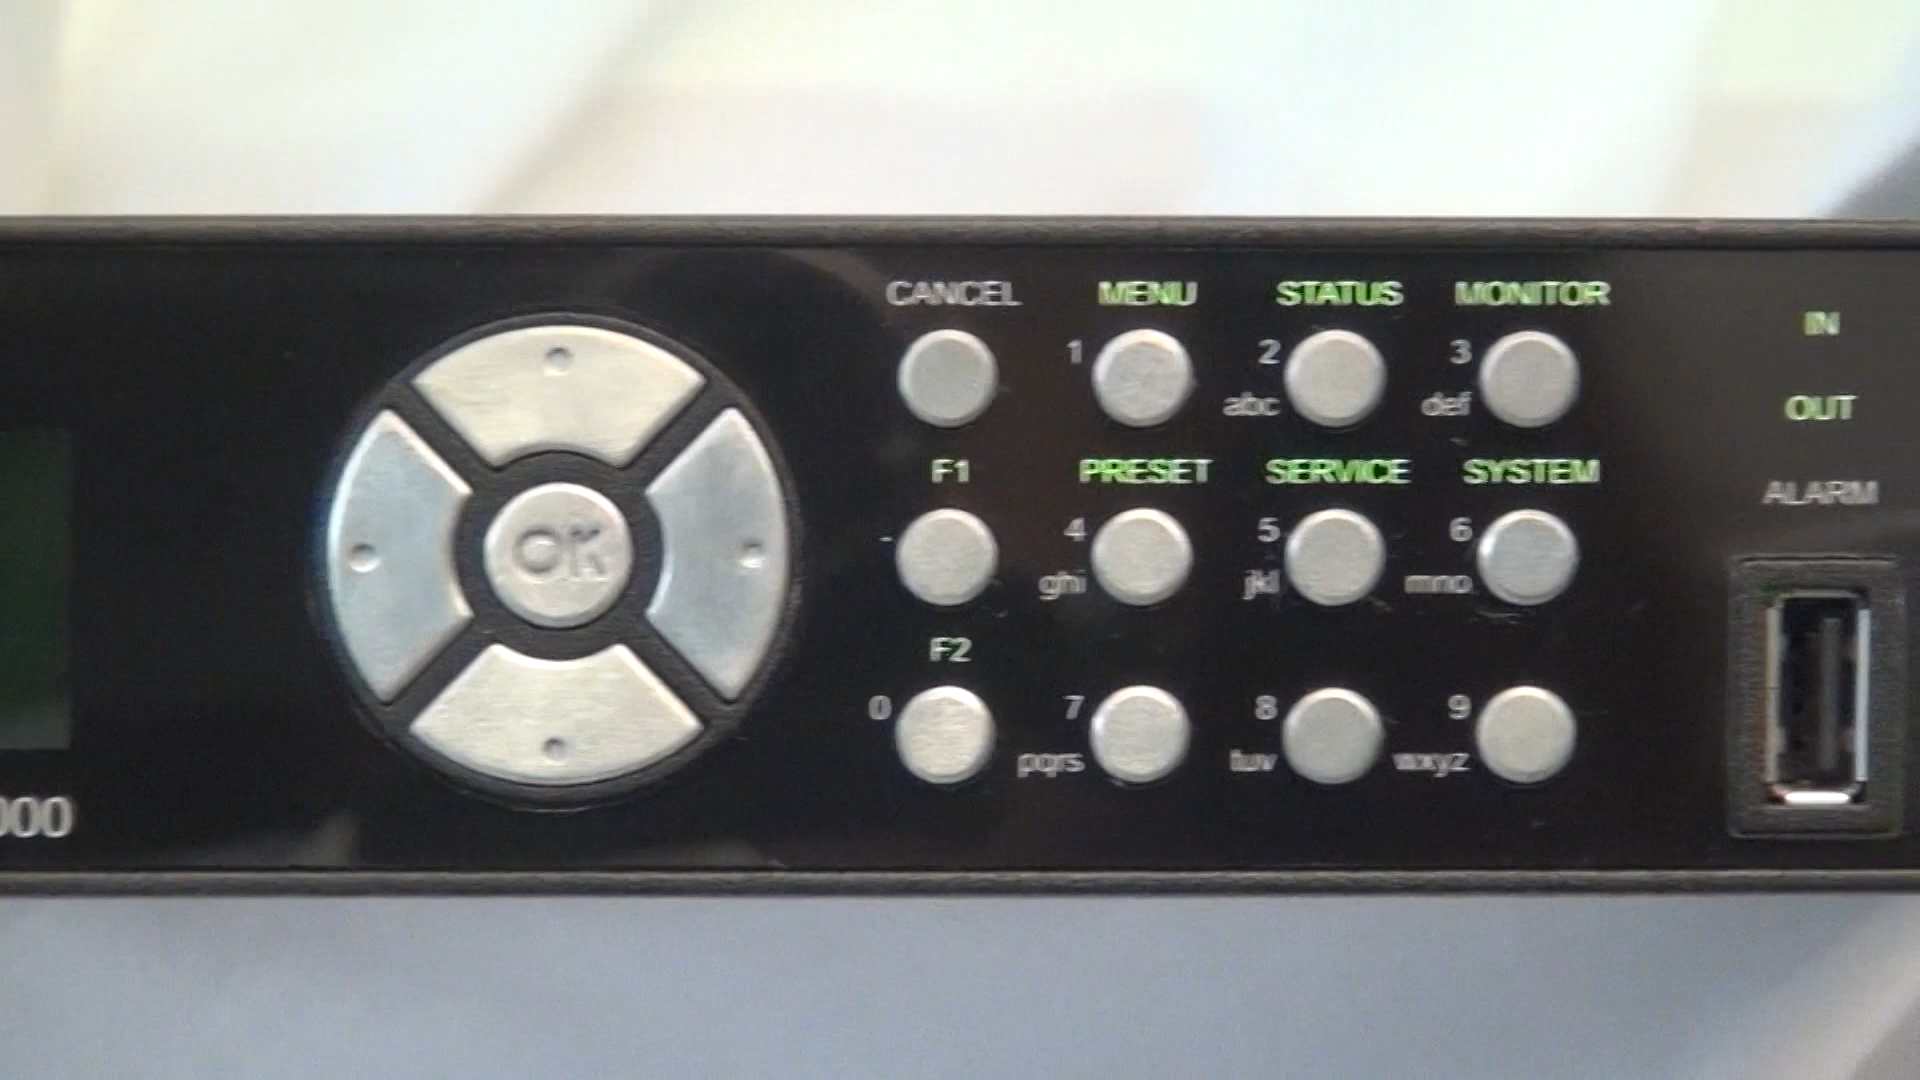 CANCEL MENU STATUS MONITOR
1 2 3
abc def
IN
OUT
ALARM
F1 PRESET SERVICE SYSTEM
- 4 5 6
ghi jkl mno
OK
F2
0 7 8 9
pqrs tuv wxyz
000